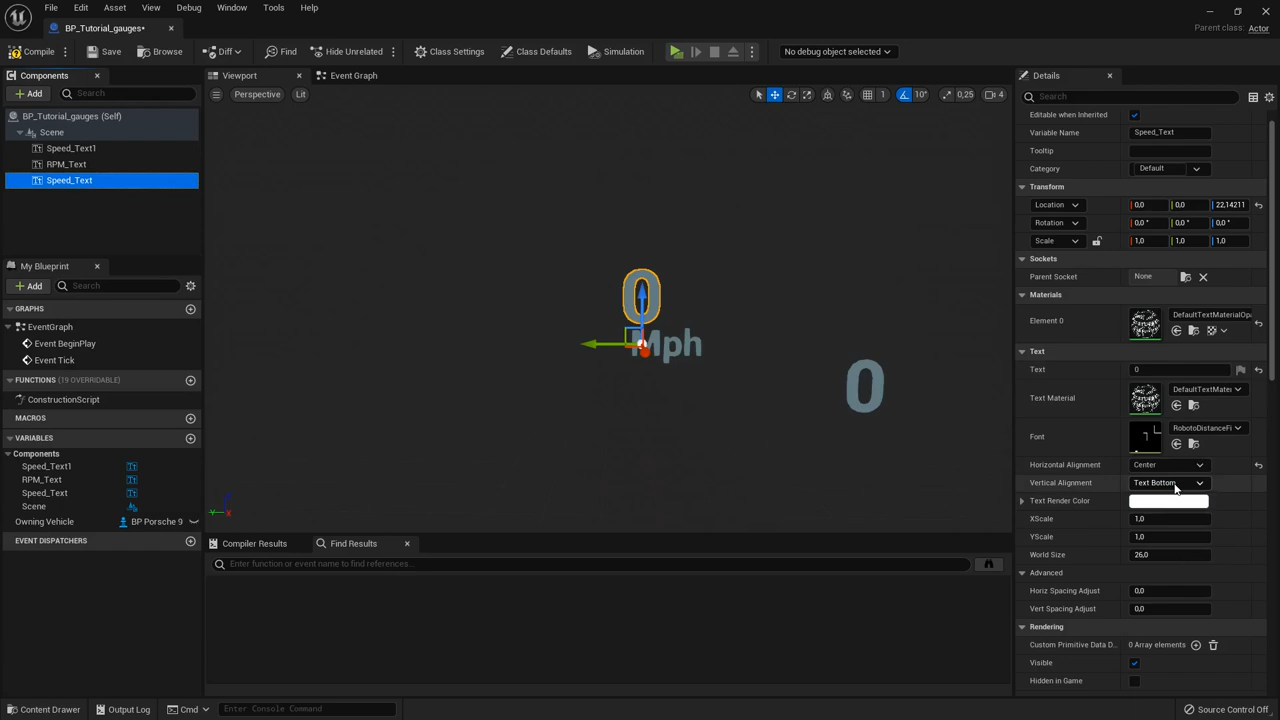 File Edit Asset View Debug Window Tools Help
BP_Tutorial_gauges*
Parent class: Actor
Compile Save Browse Diff Find Hide Unrelated Class Settings Class Defaults Simulation No debug object selected
Components
Add Search
BP_Tutorial_gauges (Self)
Scene
Speed_Text1
RPM_Text
Speed_Text
My Blueprint
Add Search
GRAPHS
EventGraph
Event BeginPlay
Event Tick
FUNCTIONS (19 OVERRIDABLE)
ConstructionScript
MACROS
VARIABLES
Components
Speed_Text1
RPM_Text
Speed_Text
Scene
Owning Vehicle BP Porsche 9
EVENT DISPATCHERS
Viewport Event Graph
Perspective Lit 1 10° 0,25 4
0
Mph
0
Compiler Results Find Results
Enter function or event name to find references...
Details
Search
Editable when Inherited
Variable Name Speed_Text
Tooltip
Category Default
Transform
Location 0,0 0,0 22,14211
Rotation 0,0 ° 0,0 ° 0,0 °
Scale 1,0 1,0 1,0
Sockets
Parent Socket None
Materials
Element 0 DefaultTextMaterialOpa
Text
Text 0
Text Material DefaultTextMater
Font RobotoDistanceFi
Horizontal Alignment Center
Vertical Alignment Text Bottom
Text Render Color
XScale 1,0
YScale 1,0
World Size 26,0
Advanced
Horiz Spacing Adjust 0,0
Vert Spacing Adjust 0,0
Rendering
Custom Primitive Data D... 0 Array elements
Visible
Hidden in Game
Content Drawer Output Log Cmd Enter Console Command Source Control Off